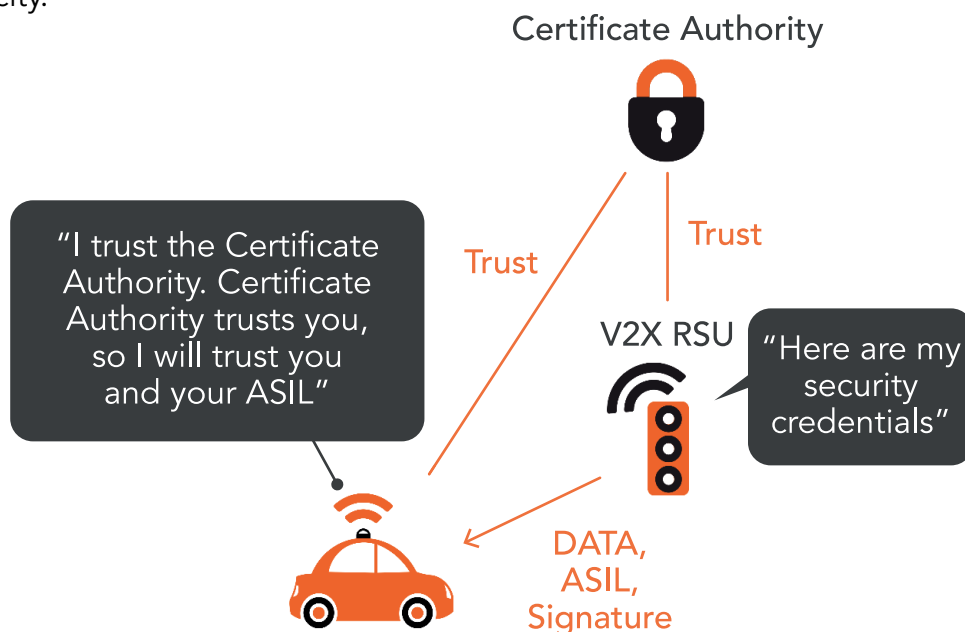 Certificate Authority
"I trust the Certificate
Authority. Certificate
Authority trusts you,
so I will trust you
and your ASIL"
Trust
Trust
V2X RSU
"Here are my
security
credentials"
DATA,
ASIL,
Signature